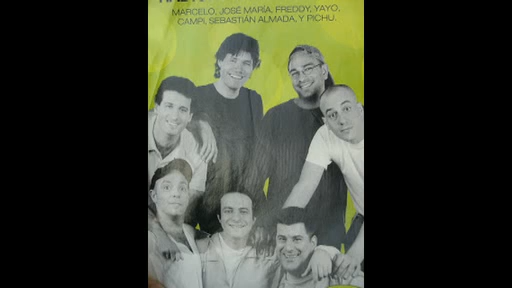 MARCELO, JOSÉ MARÍA, FREDDY, YAYO,
CAMPI, SEBASTIÁN ALMADA, Y PICHU.